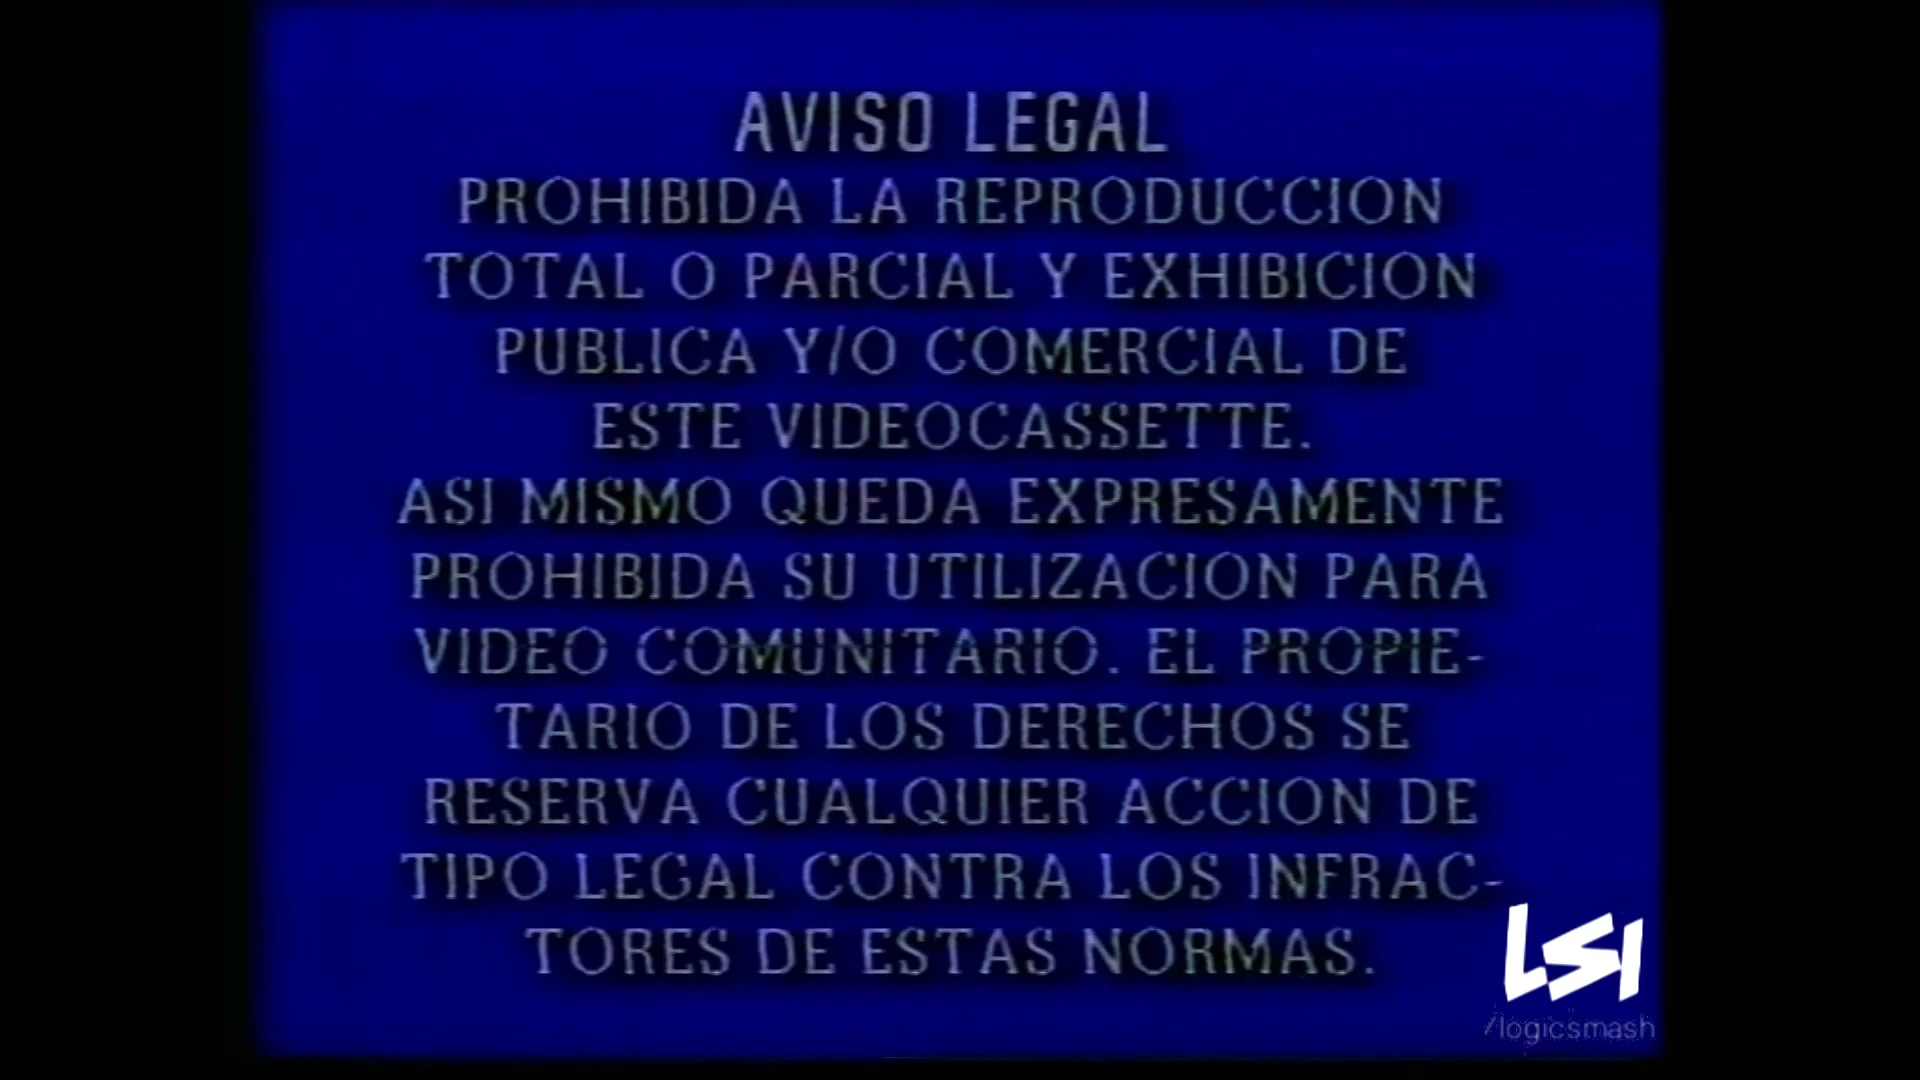 AVISO LEGAL
PROHIBIDA LA REPRODUCCION
TOTAL O PARCIAL Y EXHIBICION
PUBLICA Y/O COMERCIAL DE
ESTE VIDEOCASSETTE.
ASI MISMO QUEDA EXPRESAMENTE
PROHIBIDA SU UTILIZACION PARA
VIDEO COMUNITARIO. EL PROPIE-
TARIO DE LOS DERECHOS SE
RESERVA CUALQUIER ACCION DE
TIPO LEGAL CONTRA LOS INFRAC-
TORES DE ESTAS NORMAS.
LSI
/logicsmash